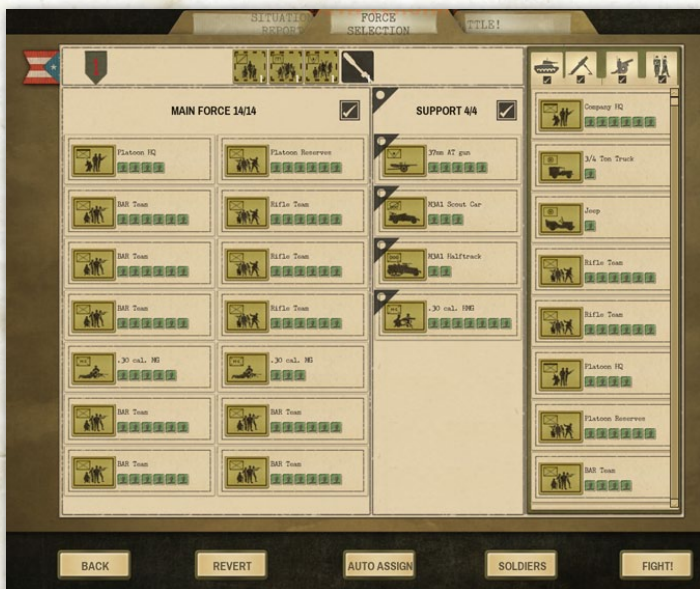 SITUATION
REPORT
FORCE
SELECTION
TTLE!
MAIN FORCE 14/14
SUPPORT 4/4
Platoon HQ
Platoon Reserves
37mm AT gun
Company HQ
BAR Team
Rifle Team
M3A1 Scout Car
3/4 Ton Truck
BAR Team
Rifle Team
M3A1 Halftrack
Jeep
BAR Team
Rifle Team
.30 cal. HMG
Rifle Team
.30 cal. MG
.30 cal. MG
Rifle Team
BAR Team
BAR Team
Platoon HQ
BAR Team
BAR Team
Platoon Reserves
BAR Team
BACK
REVERT
AUTO ASSIGN
SOLDIERS
FIGHT!